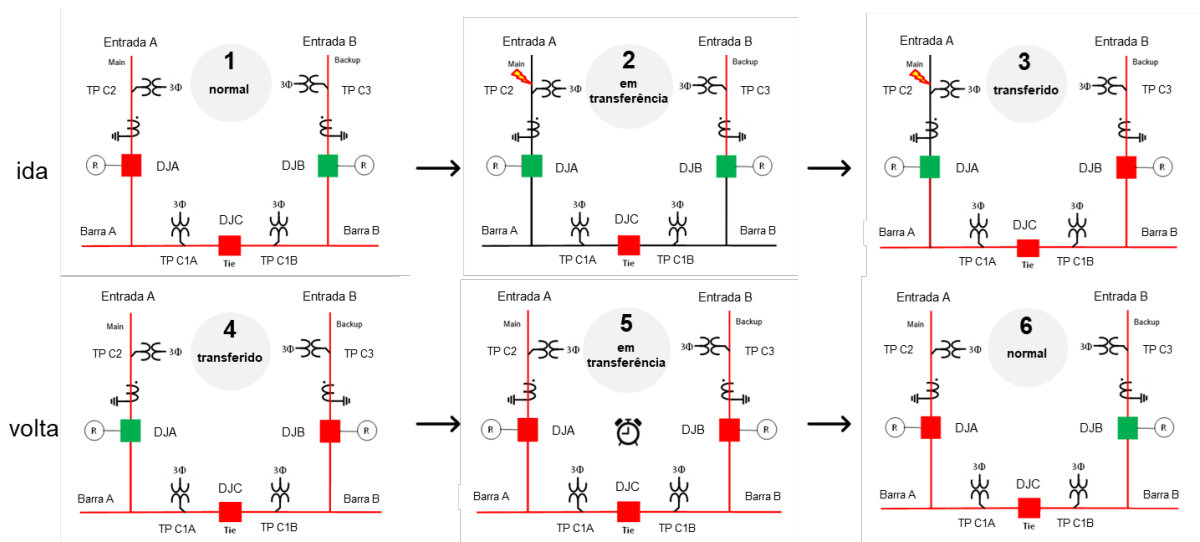 ida
Entrada A
Entrada B
1
normal
Main
Backup
TP C2
3Φ
3Φ
TP C3
R
DJA
DJB
R
3Φ
DJC
3Φ
Barra A
Barra B
TP C1A
Tie
TP C1B
Entrada A
Entrada B
2
em
transferência
Main
Backup
TP C2
3Φ
3Φ
TP C3
R
DJA
DJB
R
3Φ
DJC
3Φ
Barra A
Barra B
TP C1A
Tie
TP C1B
Entrada A
Entrada B
3
transferido
Main
Backup
TP C2
3Φ
3Φ
TP C3
R
DJA
DJB
R
3Φ
DJC
3Φ
Barra A
Barra B
TP C1A
Tie
TP C1B
volta
Entrada A
Entrada B
4
transferido
Main
Backup
TP C2
3Φ
3Φ
TP C3
R
DJA
DJB
R
3Φ
DJC
3Φ
Barra A
Barra B
TP C1A
Tie
TP C1B
Entrada A
Entrada B
5
em
transferência
Main
Backup
TP C2
3Φ
3Φ
TP C3
R
DJA
DJB
R
3Φ
DJC
3Φ
Barra A
Barra B
TP C1A
Tie
TP C1B
Entrada A
Entrada B
6
normal
Main
Backup
TP C2
3Φ
3Φ
TP C3
R
DJA
DJB
R
3Φ
DJC
3Φ
Barra A
Barra B
TP C1A
Tie
TP C1B